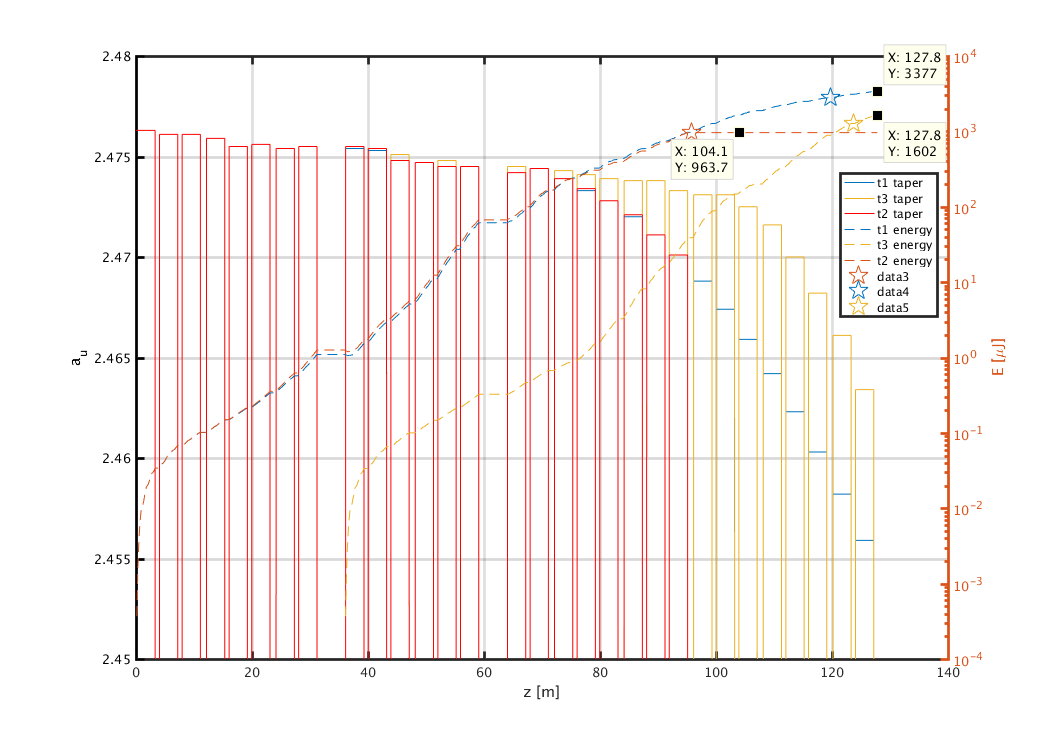 2.48
2.475
2.47
2.465
2.46
2.455
2.45
a_u
0
20
40
60
80
100
120
140
z [m]
10^4
10^3
10^2
10^1
10^0
10^-1
10^-2
10^-3
10^-4
E [μJ]
X: 127.8
Y: 3377
X: 127.8
Y: 1602
X: 104.1
Y: 963.7
t1 taper
t3 taper
t2 taper
t1 energy
t3 energy
t2 energy
data3
data4
data5